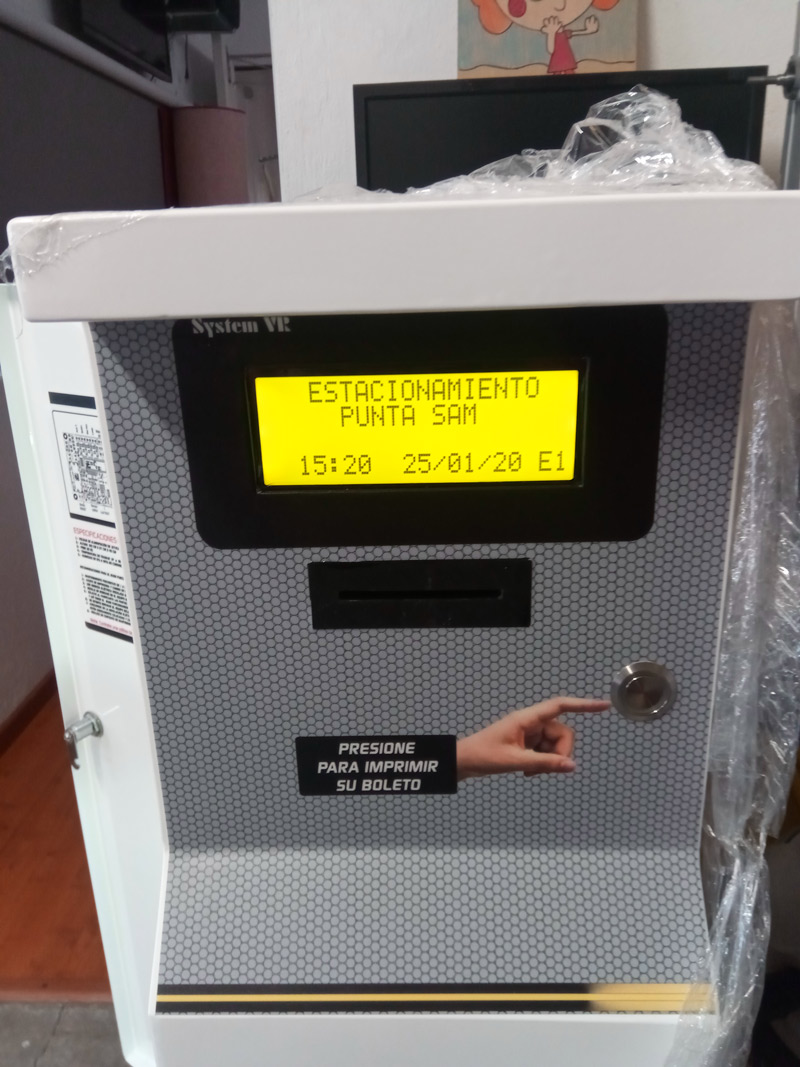 System VR
ESTACIONAMIENTO
PUNTA SAM
15:20 25/01/20 E1
ESPECIFICACIONES
PRESIONE
PARA IMPRIMIR
SU BOLETO